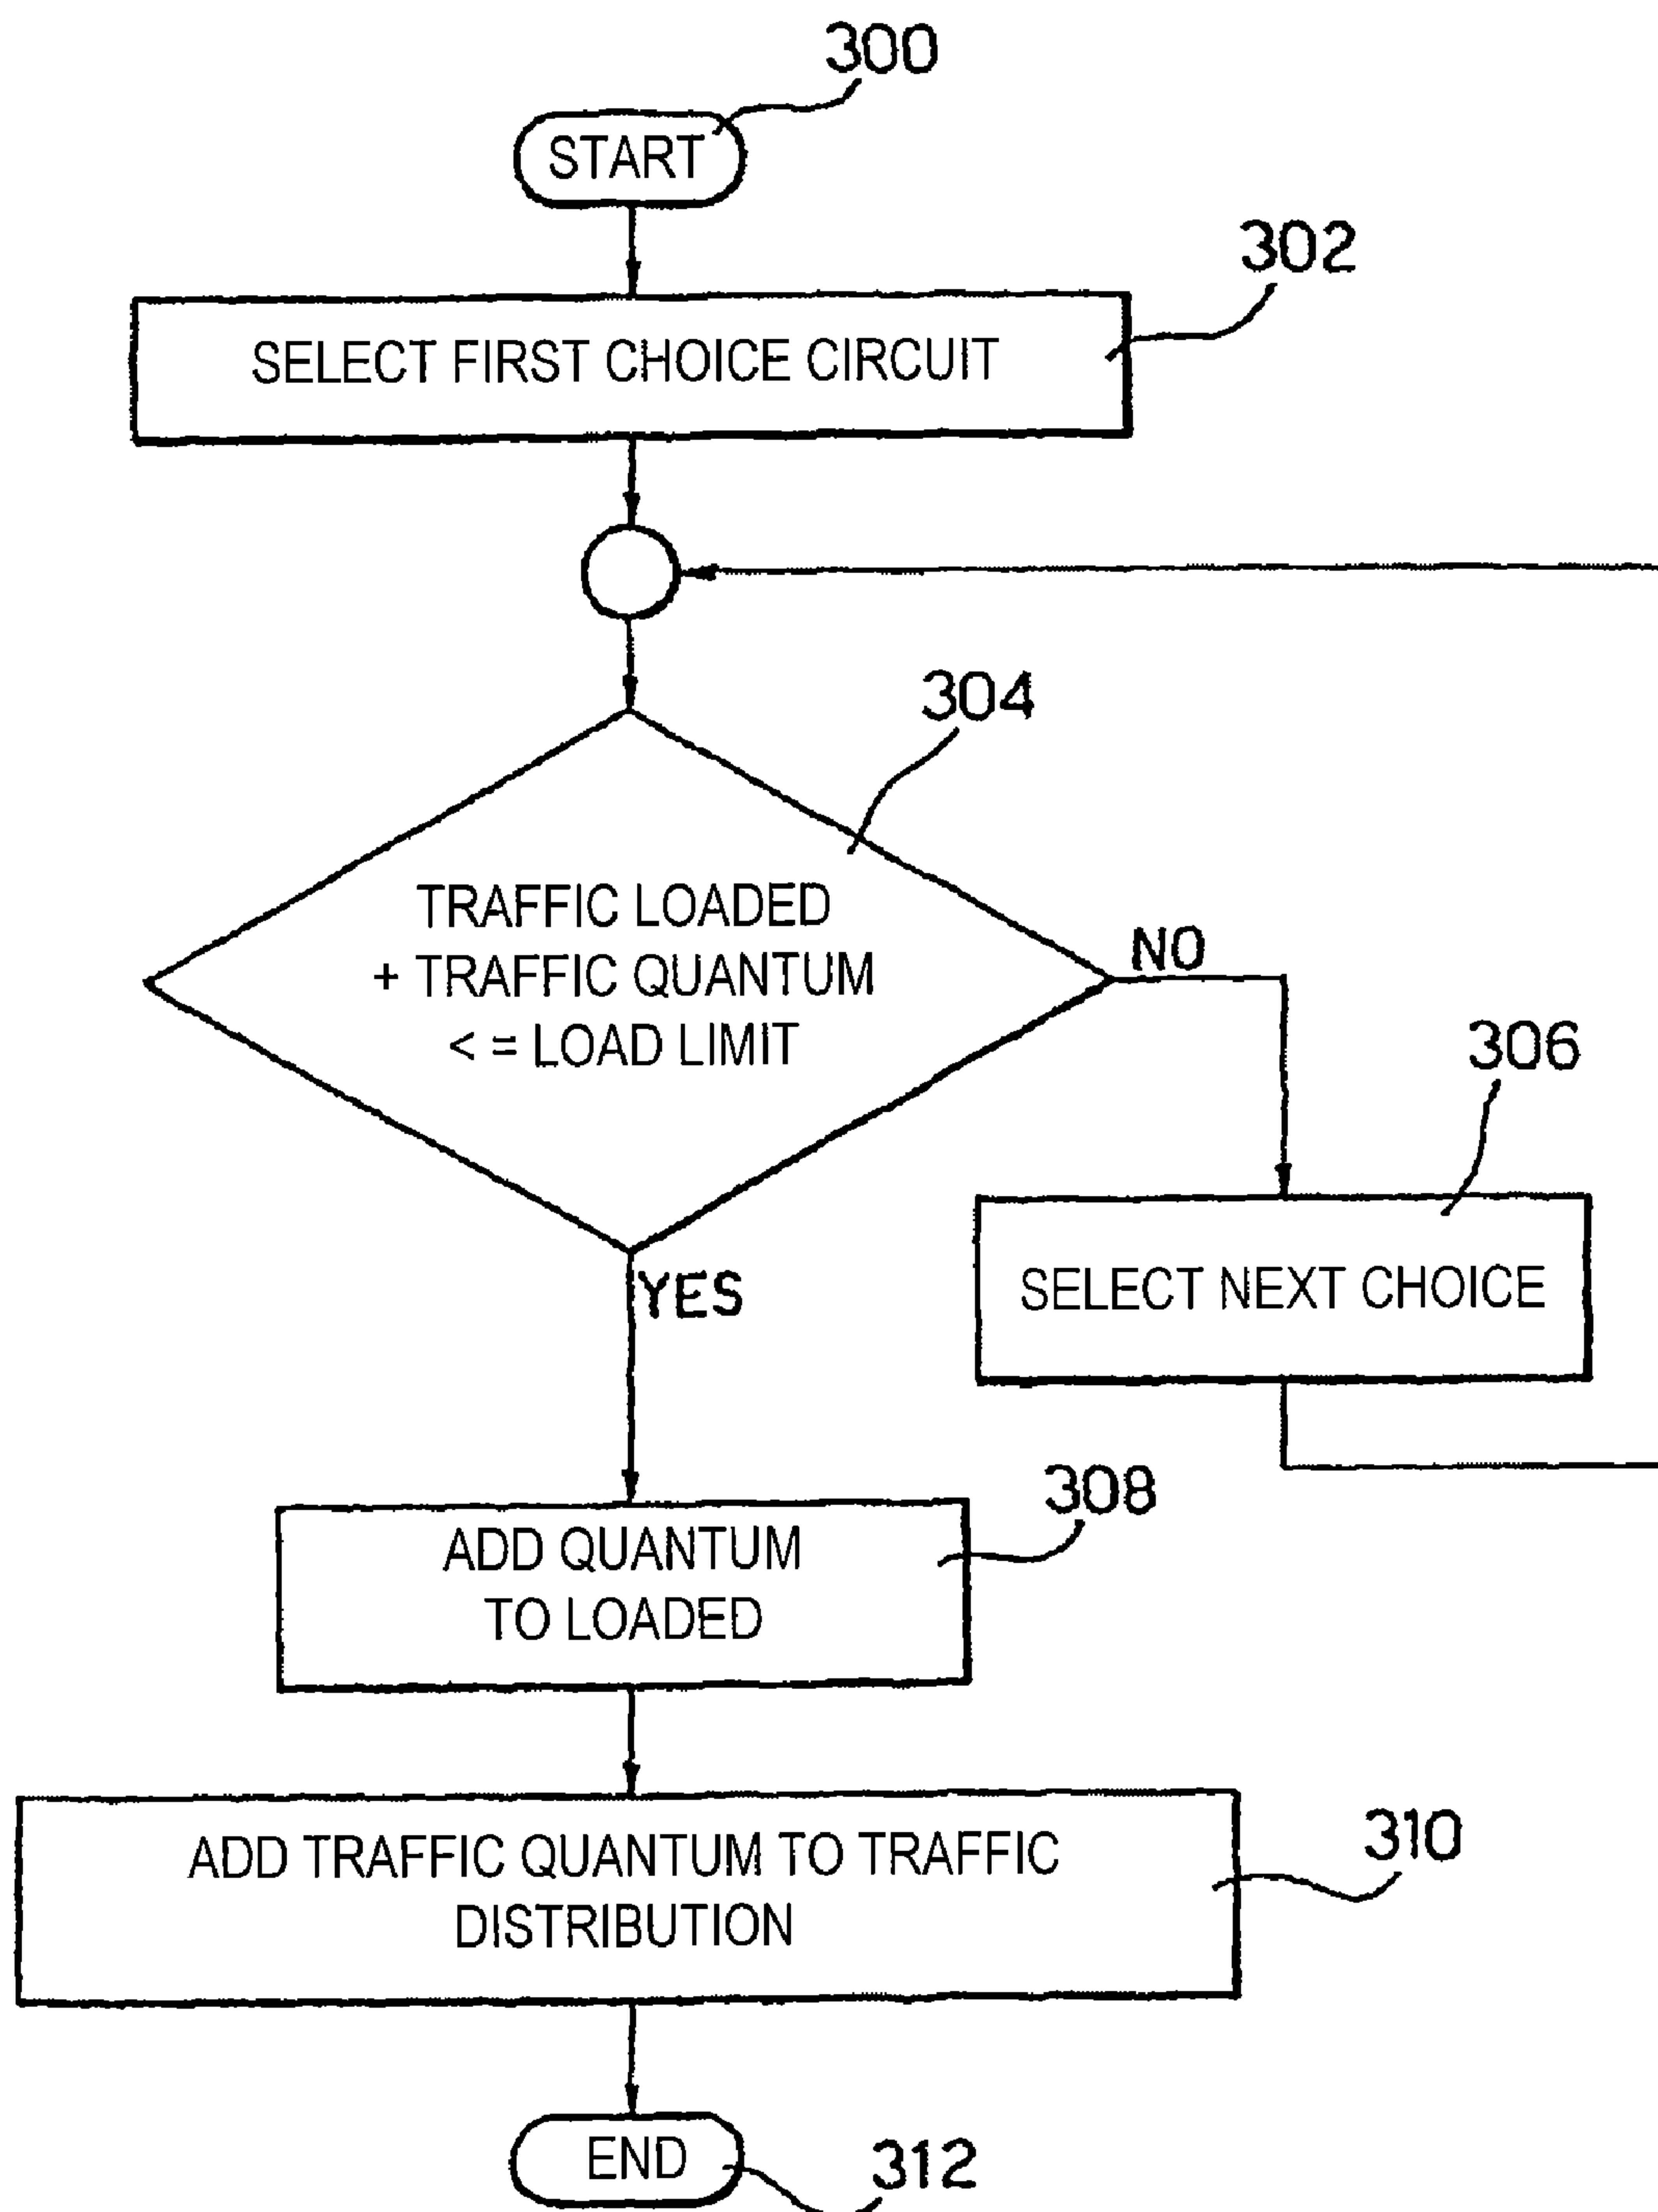 300
START
302
SELECT FIRST CHOICE CIRCUIT
304
TRAFFIC LOADED
+ TRAFFIC QUANTUM
< = LOAD LIMIT
NO
306
SELECT NEXT CHOICE
YES
308
ADD QUANTUM
TO LOADED
310
ADD TRAFFIC QUANTUM TO TRAFFIC
DISTRIBUTION
END
312